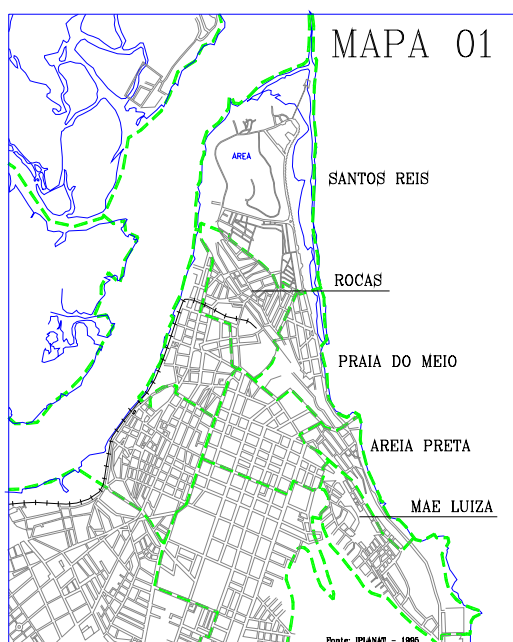 MAPA 01
AREA
SANTOS REIS
ROCAS
PRAIA DO MEIO
AREIA PRETA
MAE LUIZA
Fonte: IPLANAT - 1995